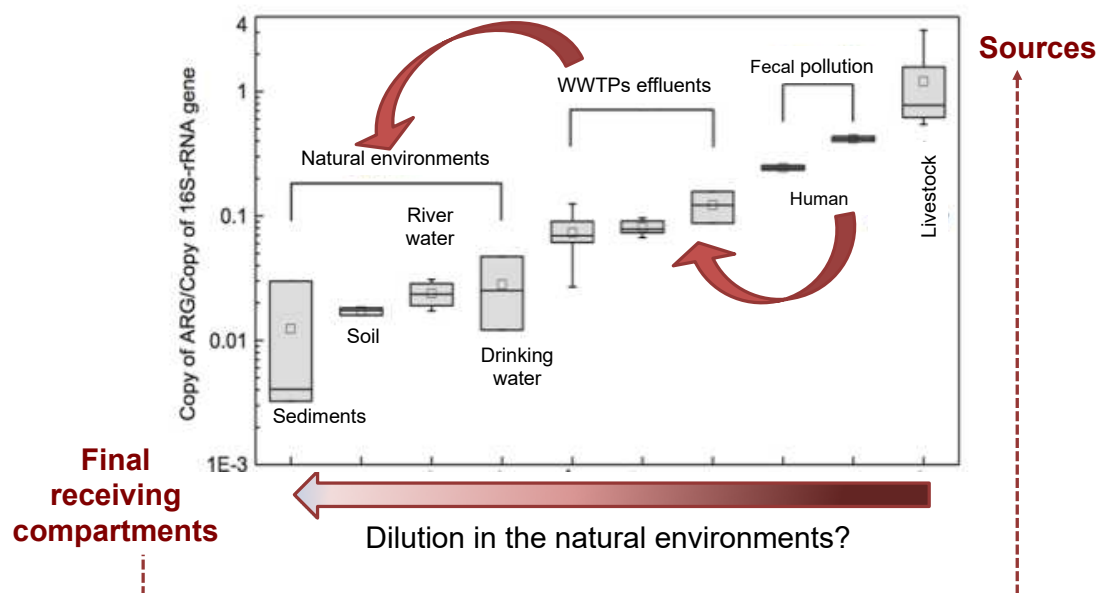 4
1
0.1
0.01
1E-3
Copy of ARG/Copy of 16S-rRNA gene
Sources
Fecal pollution
WWTPs effluents
Natural environments
River
water
Human
Livestock
Soil
Drinking
water
Sediments
Final
receiving
compartments
Dilution in the natural environments?